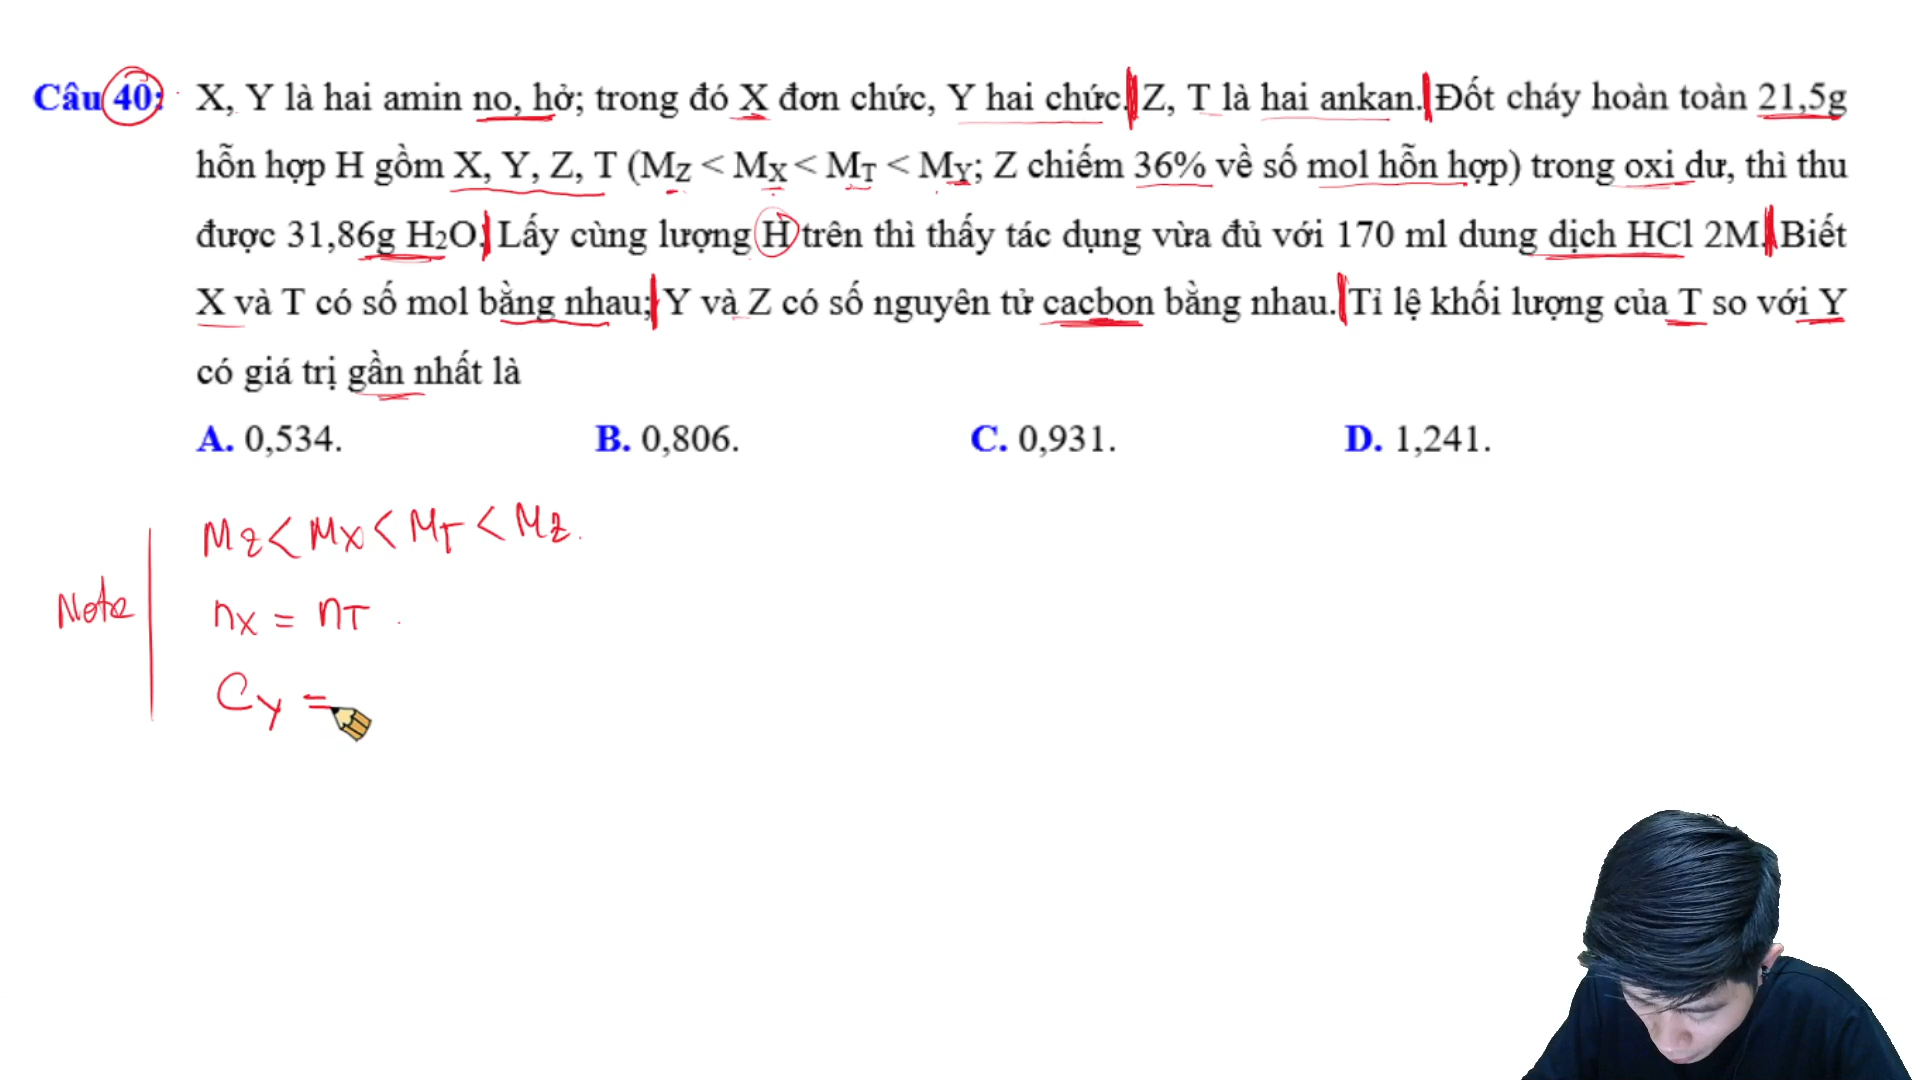 Câu 40: X, Y là hai amin no, hở; trong đó X đơn chức, Y hai chức. Z, T là hai ankan. Đốt cháy hoàn toàn 21,5g
hỗn hợp H gồm X, Y, Z, T (MZ < MX < MT < MY; Z chiếm 36% về số mol hỗn hợp) trong oxi dư, thì thu
được 31,86g H2O. Lấy cùng lượng H trên thì thấy tác dụng vừa đủ với 170 ml dung dịch HCl 2M. Biết
X và T có số mol bằng nhau; Y và Z có số nguyên tử cacbon bằng nhau. Tỉ lệ khối lượng của T so với Y
có giá trị gần nhất là
A. 0,534. B. 0,806. C. 0,931. D. 1,241.
MZ < MX < MT < MZ.
Note
nX = nT.
CY =